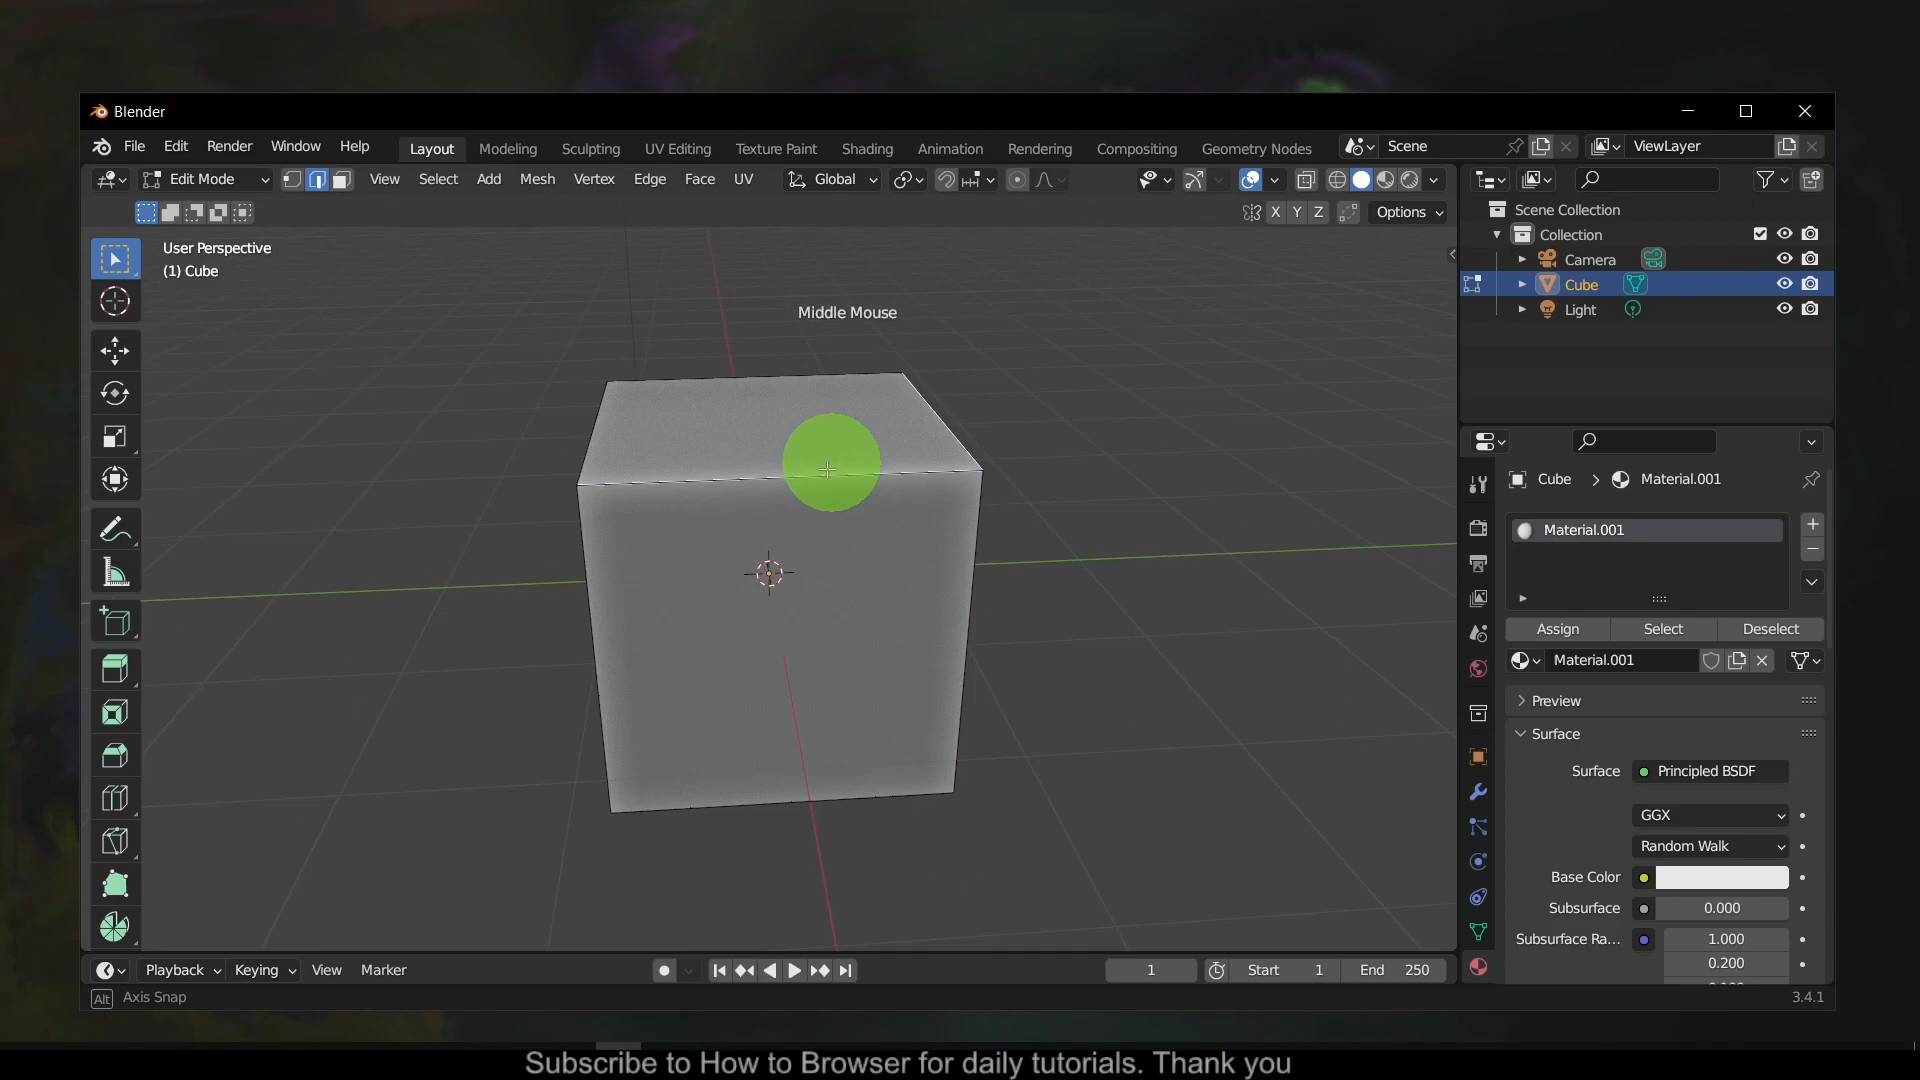 Blender
File Edit Render Window Help Layout Modeling Sculpting UV Editing Texture Paint Shading Animation Rendering Compositing Geometry Nodes Scene ViewLayer
Edit Mode View Select Add Mesh Vertex Edge Face UV Global
X Y Z Options
User Perspective
(1) Cube
Middle Mouse
Scene Collection
Collection
Camera
Cube
Light
Cube > Material.001
Material.001
Assign Select Deselect
Material.001
Preview
Surface
Surface Principled BSDF
GGX
Random Walk
Base Color
Subsurface 0.000
Subsurface Ra... 1.000
0.200
Playback Keying View Marker 1 Start 1 End 250
Alt Axis Snap 3.4.1
Subscribe to How to Browser for daily tutorials. Thank you